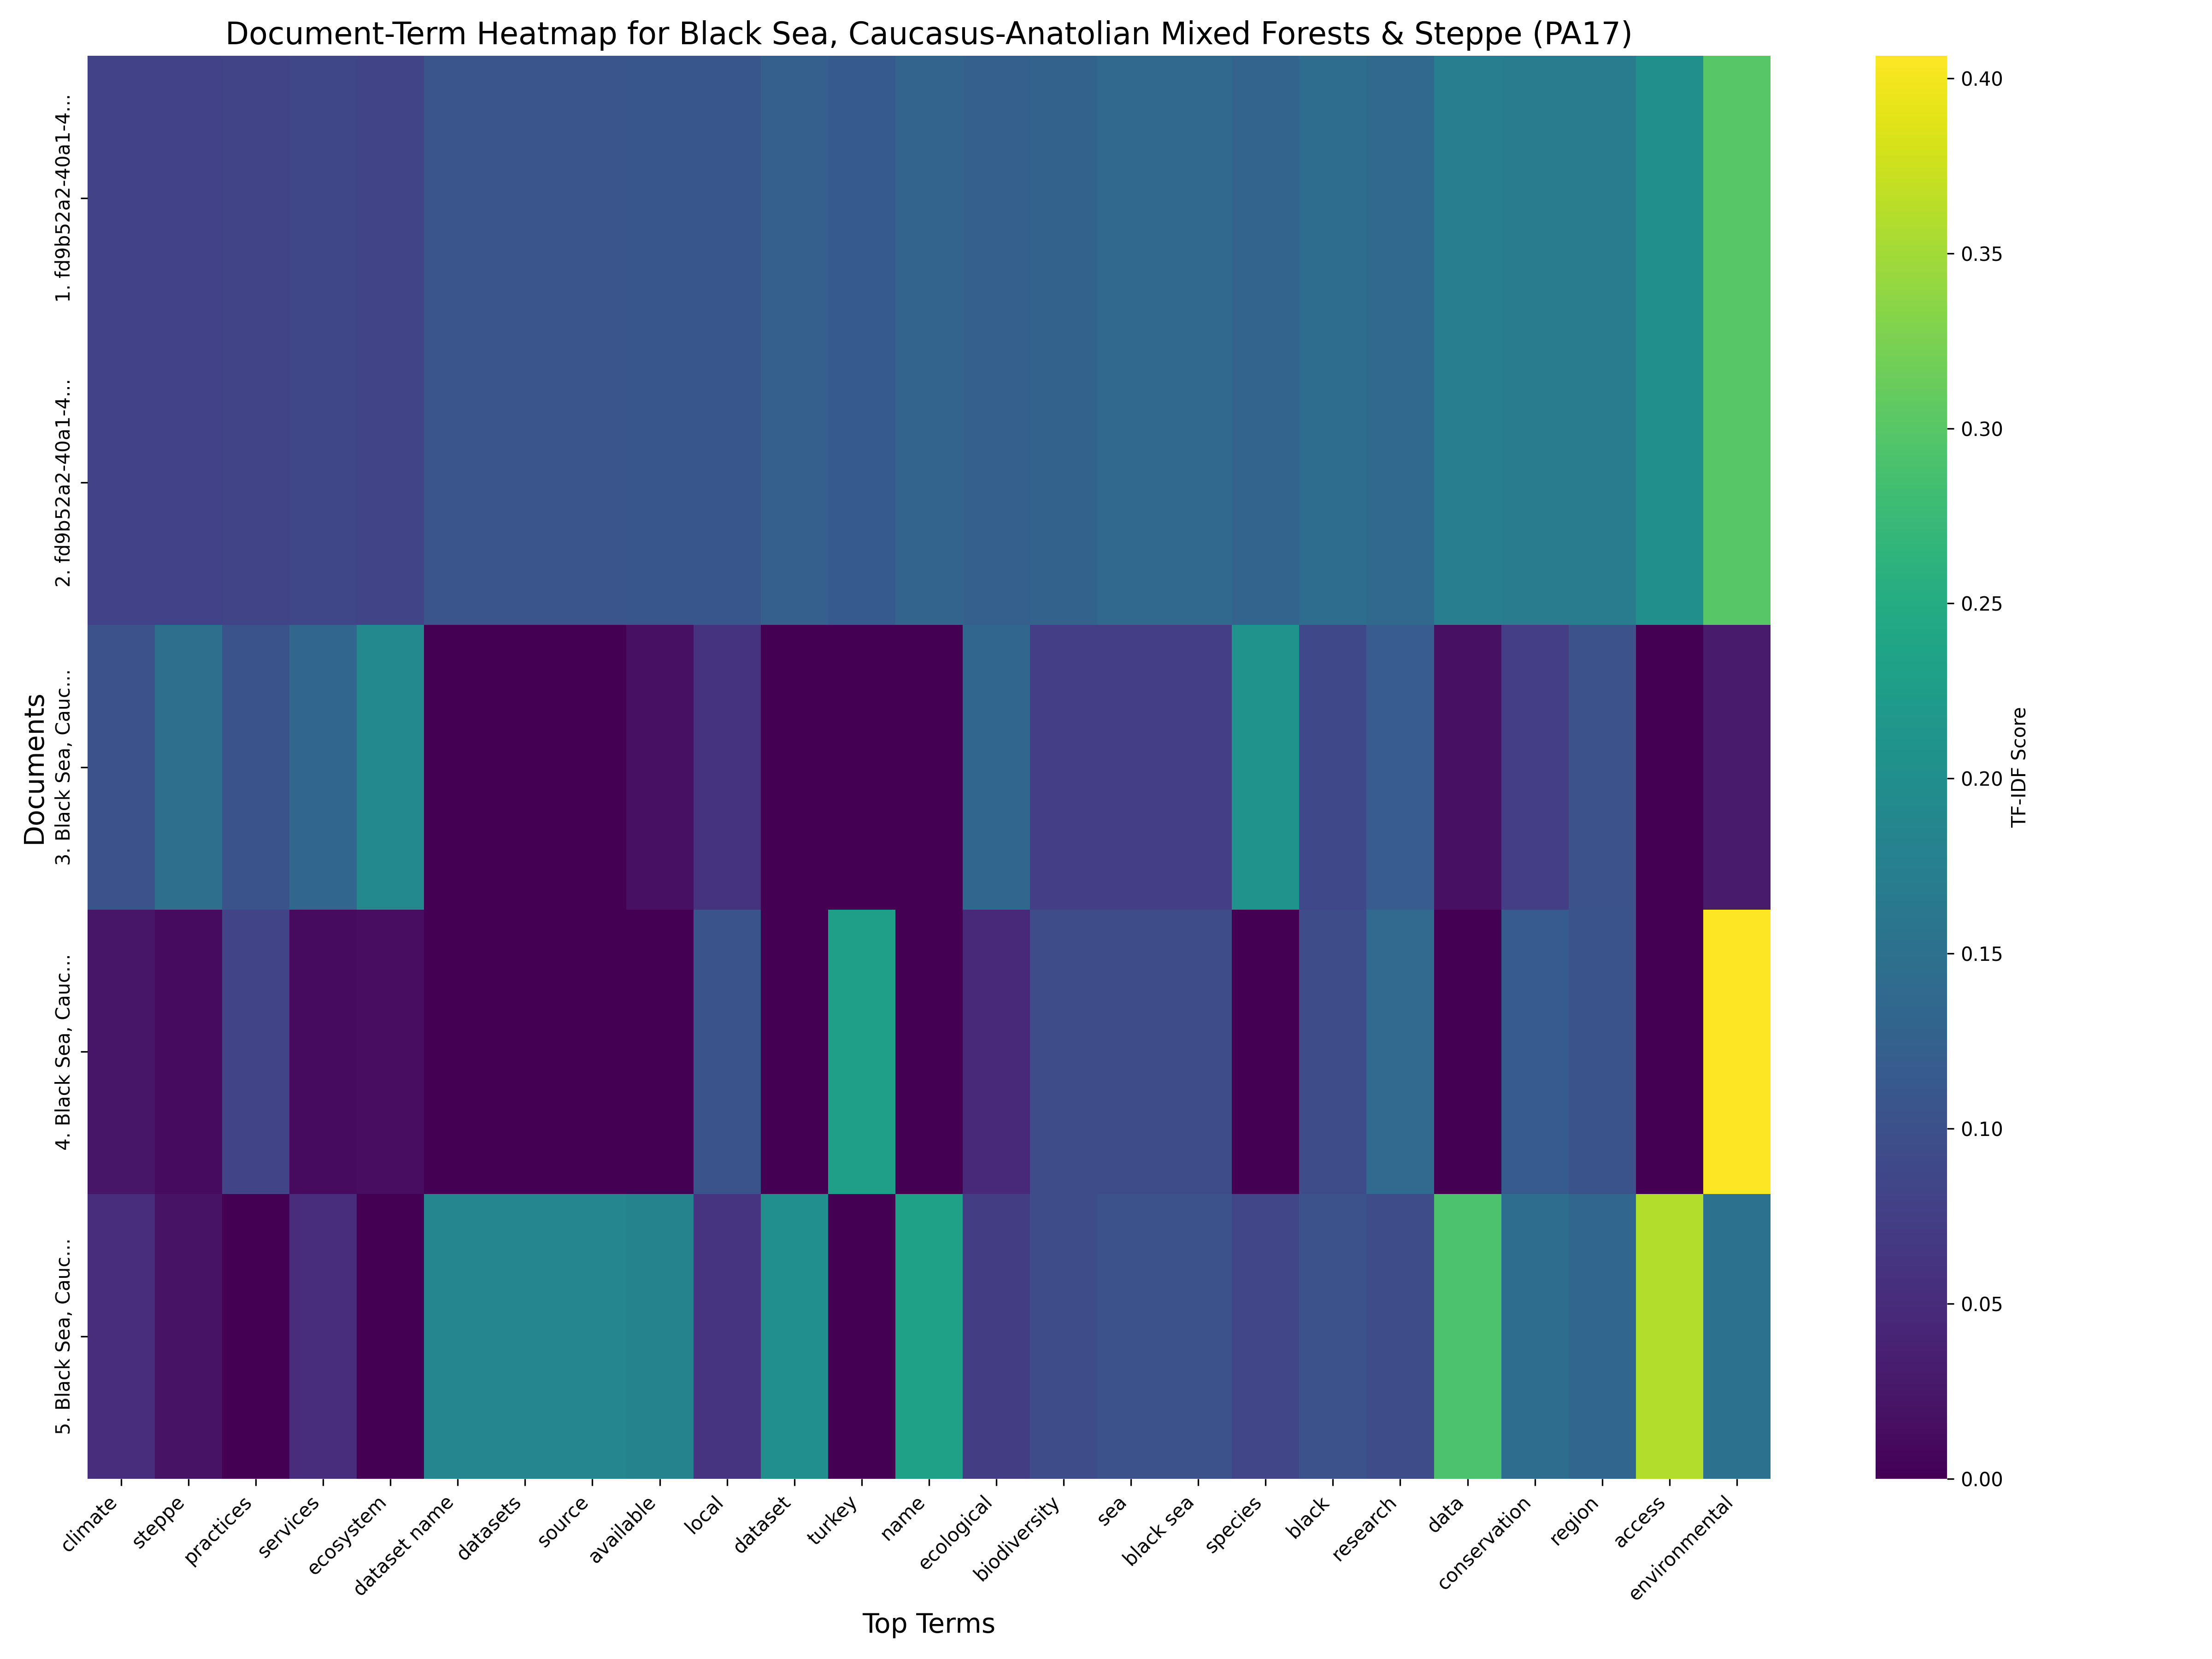 Document-Term Heatmap for Black Sea, Caucasus-Anatolian Mixed Forests & Steppe (PA17)
Documents
1. fd9b52a2-40a1-4...
2. fd9b52a2-40a1-4...
3. Black Sea, Cauc...
4. Black Sea, Cauc...
5. Black Sea, Cauc...
climate
steppe
practices
services
ecosystem
dataset name
datasets
source
available
local
dataset
turkey
name
ecological
biodiversity
sea
black sea
species
black
research
data
conservation
region
access
environmental
Top Terms
0.40
0.35
0.30
0.25
0.20
0.15
0.10
0.05
0.00
TF-IDF Score